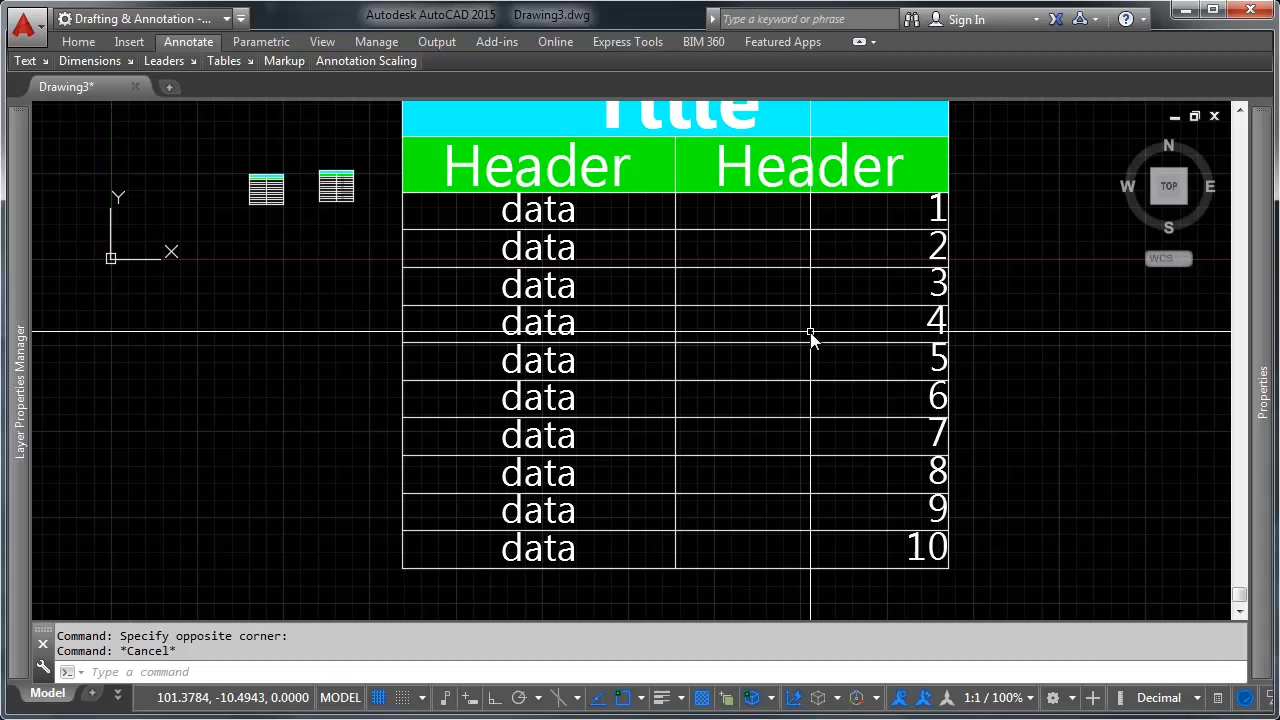 Drafting & Annotation - ...
Autodesk AutoCAD 2015 Drawing3.dwg
Type a keyword or phrase
Sign In
Home Insert Annotate Parametric View Manage Output Add-ins Online Express Tools BIM 360 Featured Apps
Text Dimensions Leaders Tables Markup Annotation Scaling
Drawing3*
Title
Header Header
data 1
data 2
data 3
data 4
data 5
data 6
data 7
data 8
data 9
data 10
Y
X
N
W TOP E
S
WCS
Layer Properties Manager
Properties
Command: Specify opposite corner:
Command: *Cancel*
Type a command
Model
101.3784, -10.4943, 0.0000 MODEL 1:1 / 100% Decimal